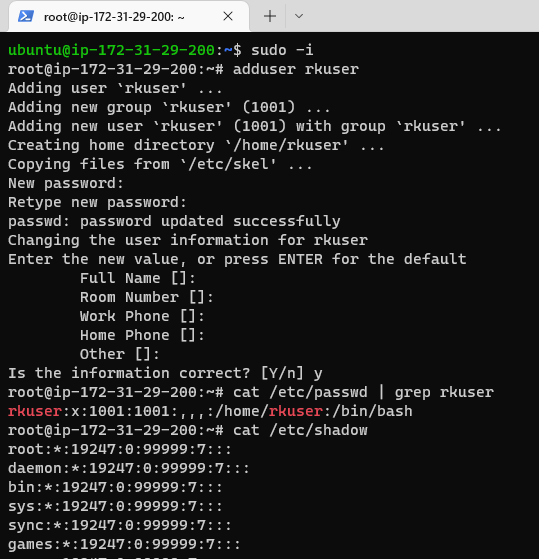 root@ip-172-31-29-200: ~
ubuntu@ip-172-31-29-200:~$ sudo -i
root@ip-172-31-29-200:~# adduser rkuser
Adding user `rkuser' ...
Adding new group `rkuser' (1001) ...
Adding new user `rkuser' (1001) with group `rkuser' ...
Creating home directory `/home/rkuser' ...
Copying files from `/etc/skel' ...
New password:
Retype new password:
passwd: password updated successfully
Changing the user information for rkuser
Enter the new value, or press ENTER for the default
        Full Name []:
        Room Number []:
        Work Phone []:
        Home Phone []:
        Other []:
Is the information correct? [Y/n] y
root@ip-172-31-29-200:~# cat /etc/passwd | grep rkuser
rkuser:x:1001:1001:,,,:/home/rkuser:/bin/bash
root@ip-172-31-29-200:~# cat /etc/shadow
root:*:19247:0:99999:7:::
daemon:*:19247:0:99999:7:::
bin:*:19247:0:99999:7:::
sys:*:19247:0:99999:7:::
sync:*:19247:0:99999:7:::
games:*:19247:0:99999:7:::